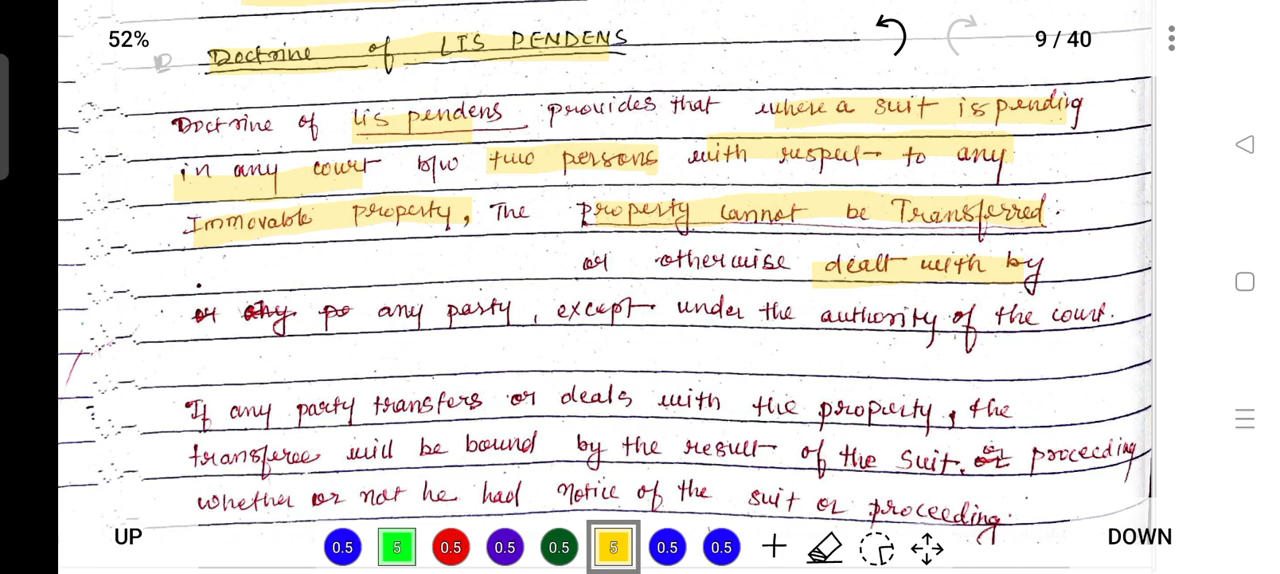 52%
9 / 40
Doctrine of LIS PENDENS
Doctrine of lis pendens provides that where a suit is pending
in any court b/w two persons with respect to any
Immovable property, The property cannot be Transferred.
or otherwise dealt with by
or any po any party, except under the authority of the court.
If any party transfers or deals with the property, the
transferee will be bound by the result of the suit. or proceeding
whether or not he had notice of the suit or proceeding.
UP
0.5 5 0.5 0.5 0.5 5 0.5 0.5
DOWN